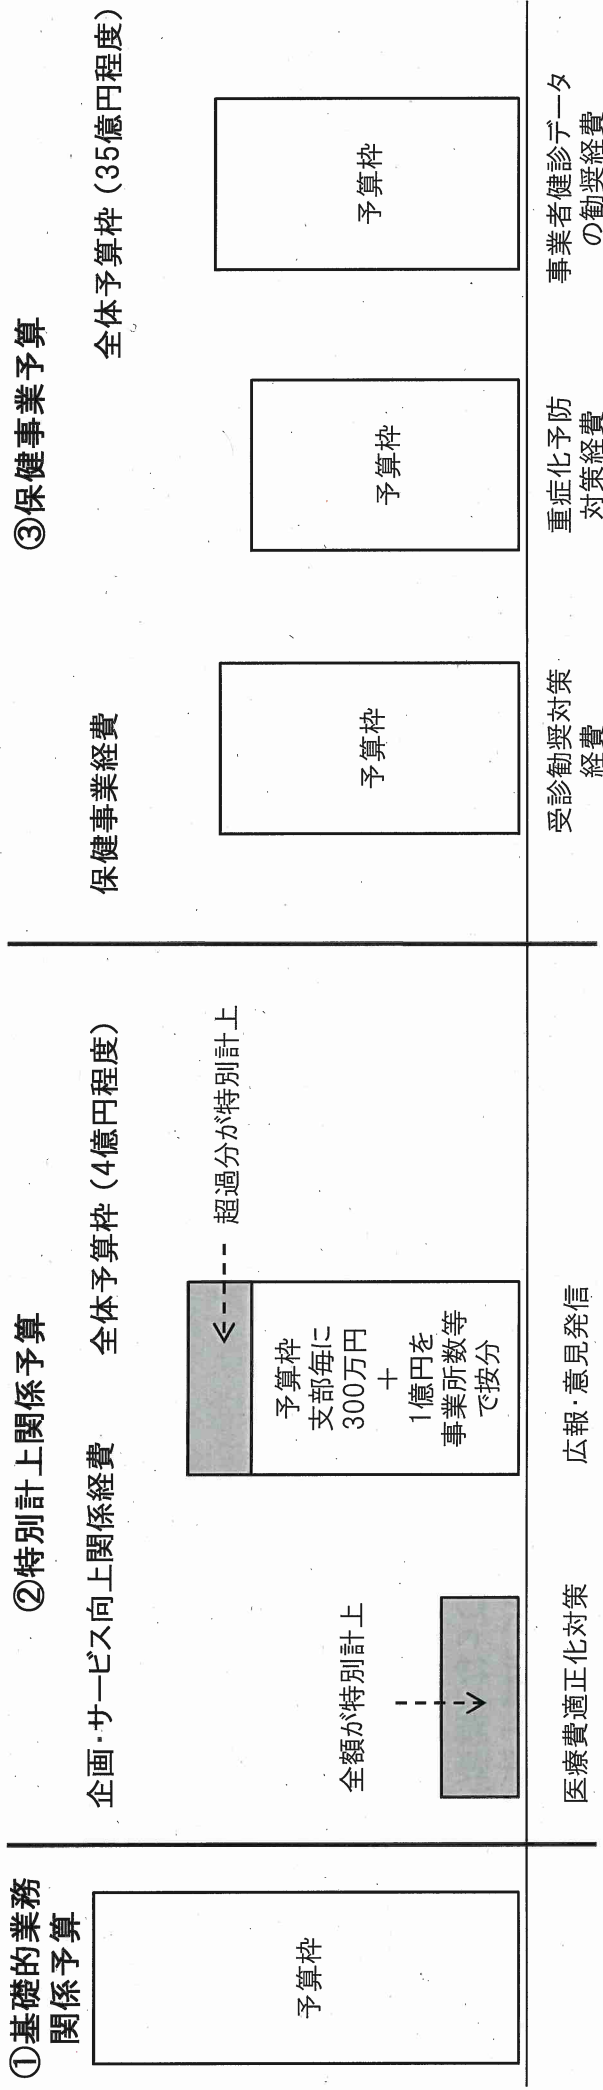 ①基礎的業務
関係予算
予算枠
②特別計上関係予算
企画・サービス向上関係経費
全体予算枠（4億円程度）
全額が特別計上
医療費適正化対策
超過分が特別計上
予算枠
支部毎に
300万円
＋
1億円を
事業所数等
で按分
広報・意見発信
③保健事業予算
保健事業経費
全体予算枠（35億円程度）
予算枠
受診勧奨対策
経費
予算枠
重症化予防
対策経費
予算枠
事業者健診データ
の勧奨経費